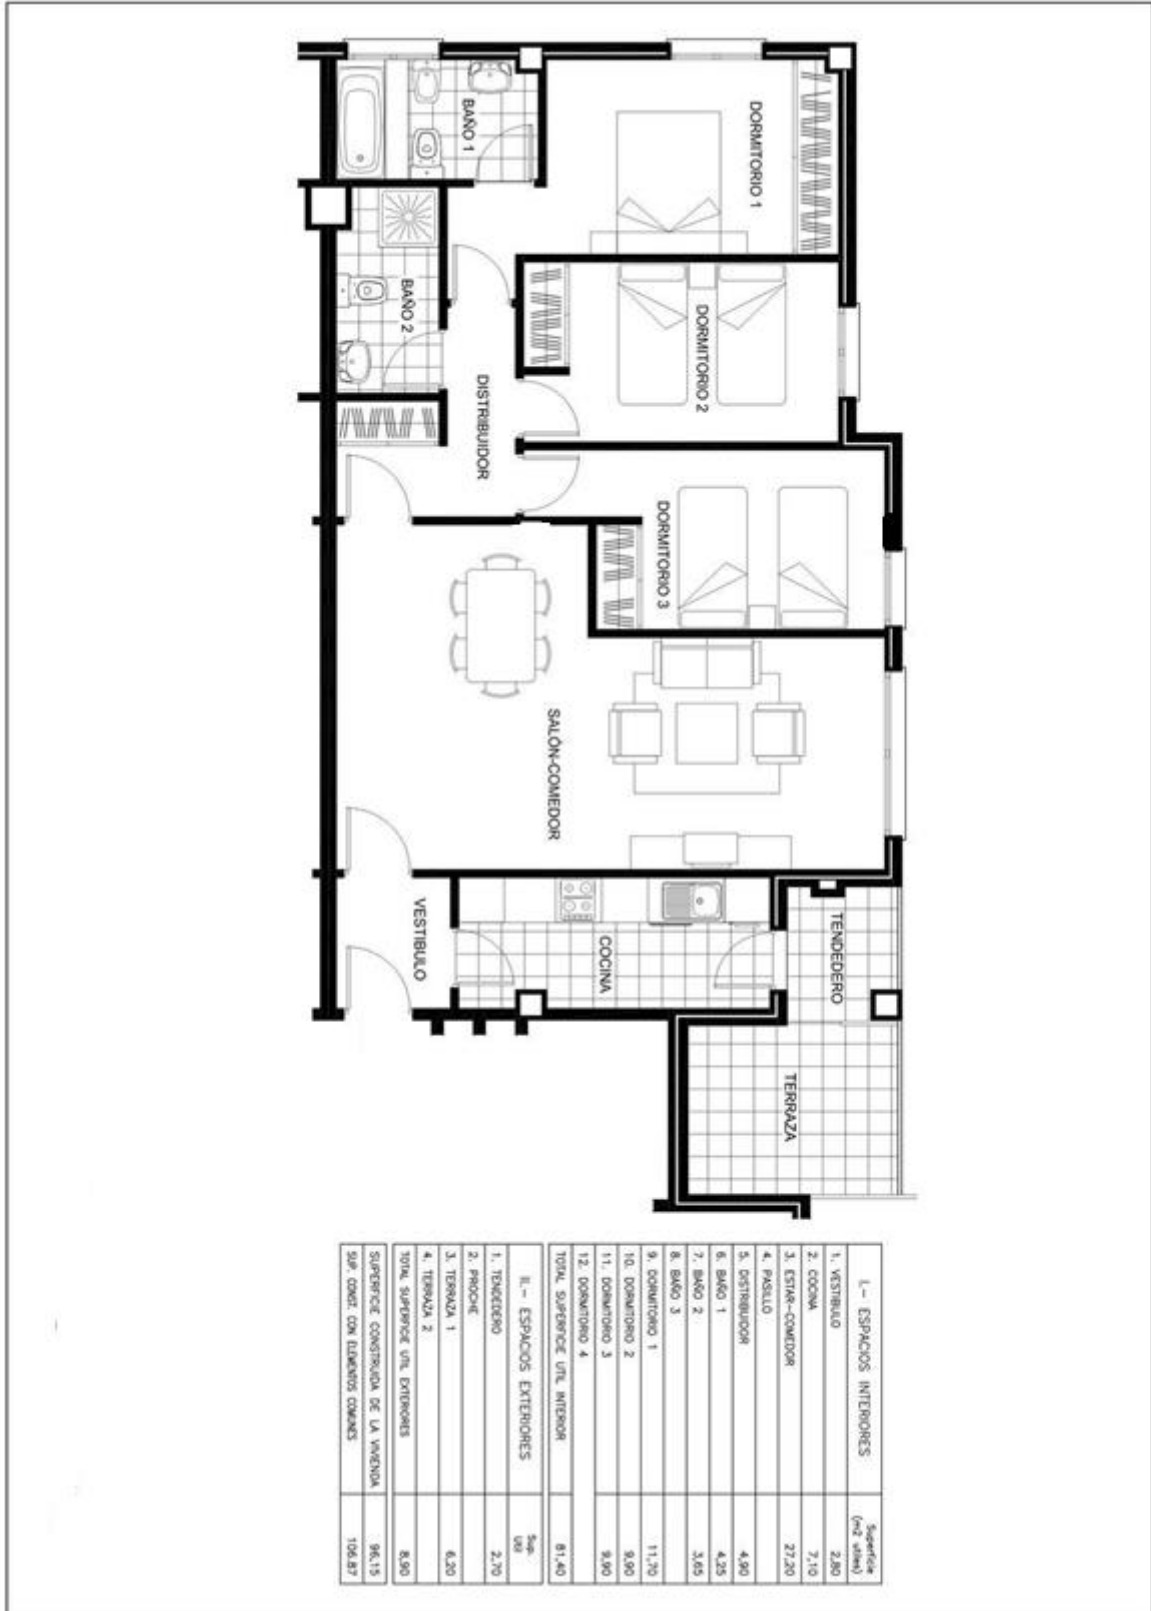 BAÑO 1
DORMITORIO 1
BAÑO 2
DORMITORIO 2
DISTRIBUIDOR
DORMITORIO 3
SALÓN-COMEDOR
VESTIBULO
COCINA
TENDEDERO
TERRAZA
I.- ESPACIOS INTERIORES Superficie (m2 utiles)
1. VESTIBULO 2,80
2. COCINA 7,10
3. ESTAR-COMEDOR 27,20
4. PASILLO
5. DISTRIBUIDOR 4,90
6. BAÑO 1 4,25
7. BAÑO 2 3,65
8. BAÑO 3
9. DORMITORIO 1 11,70
10. DORMITORIO 2 9,90
11. DORMITORIO 3 9,90
12. DORMITORIO 4
TOTAL SUPERFICIE UTIL INTERIOR 81,40
II.- ESPACIOS EXTERIORES Sup. Util
1. TENDEDERO 2,70
2. PROCHE
3. TERRAZA 1 6,20
4. TERRAZA 2
TOTAL SUPERFICIE UTIL EXTERIORES 8,90
SUPERFICIE CONSTRUIDA DE LA VIVIENDA 96,15
SUP. CONST. CON ELEMENTOS COMUNES 106,87